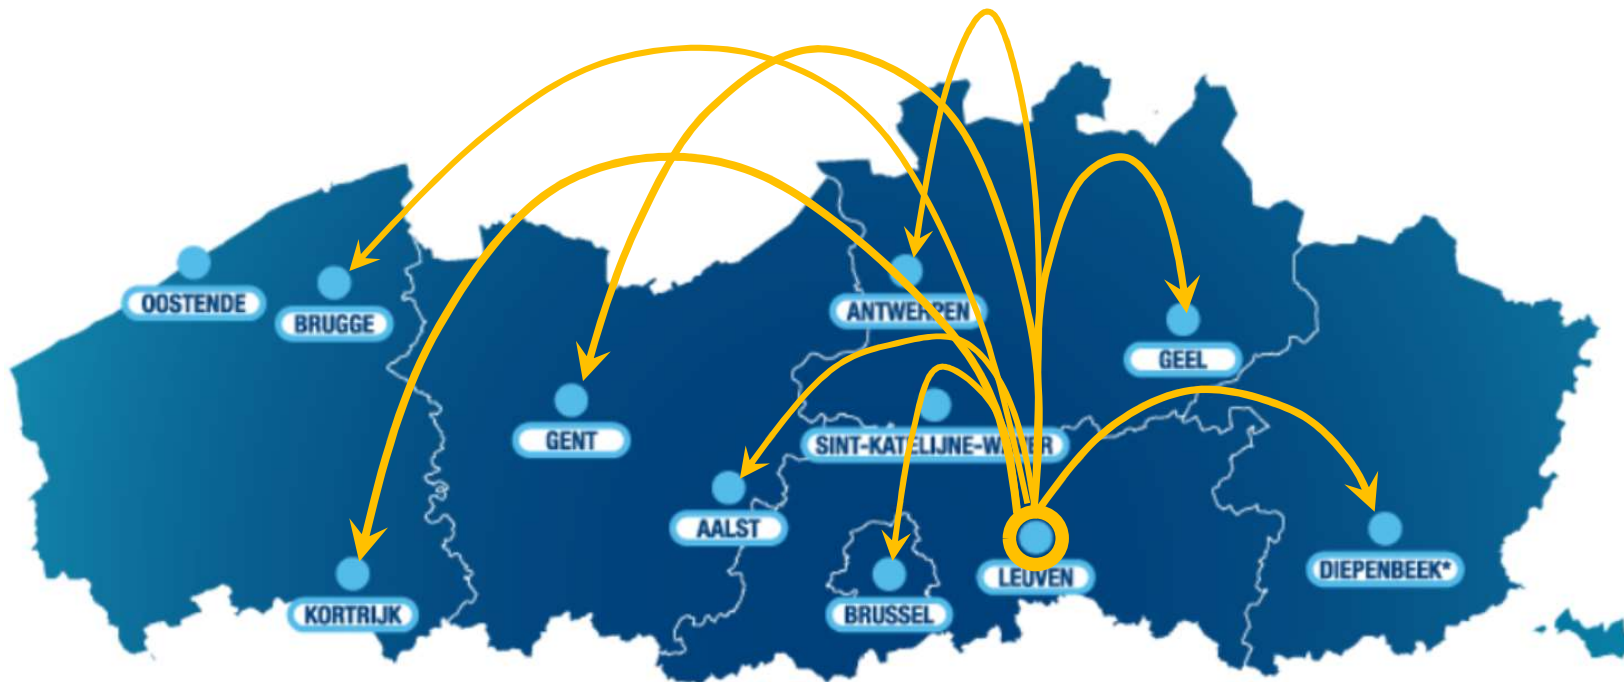 OOSTENDE
BRUGGE
ANTWERPEN
GEEL
GENT
SINT-KATELIJNE-WAVER
AALST
DIEPENBEEK*
LEUVEN
KORTRIJK
BRUSSEL